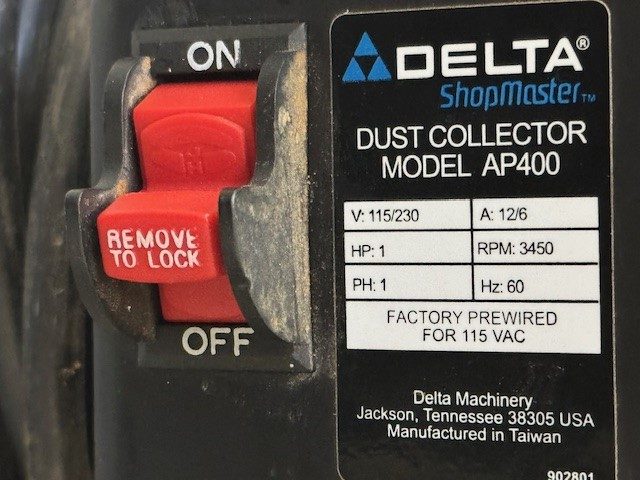 ON
REMOVE
TO LOCK
OFF
DELTA®
ShopMaster™
DUST COLLECTOR
MODEL AP400
V: 115/230 A: 12/6
HP: 1 RPM: 3450
PH: 1 Hz: 60
FACTORY PREWIRED
FOR 115 VAC
Delta Machinery
Jackson, Tennessee 38305 USA
Manufactured in Taiwan
902801